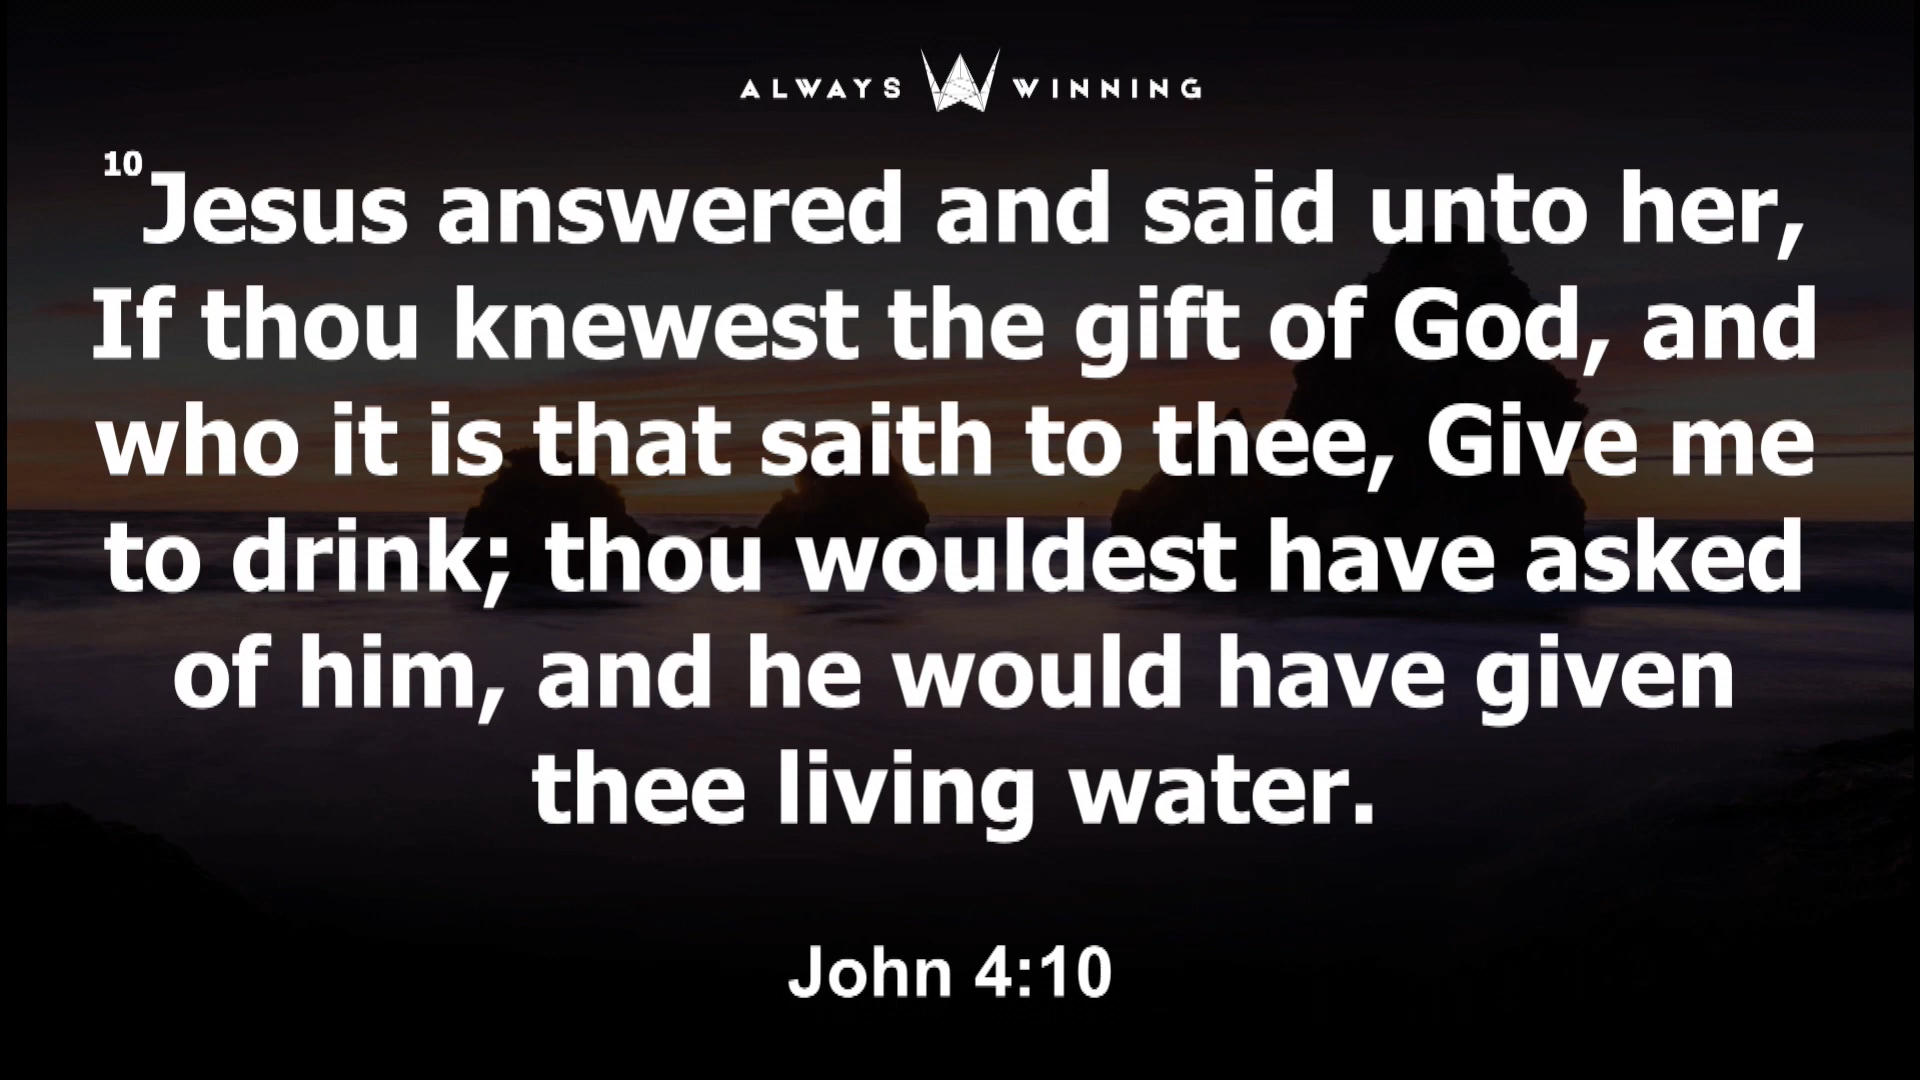 ALWAYS WINNING
10 Jesus answered and said unto her,
If thou knewest the gift of God, and
who it is that saith to thee, Give me
to drink; thou wouldest have asked
of him, and he would have given
thee living water.
John 4:10